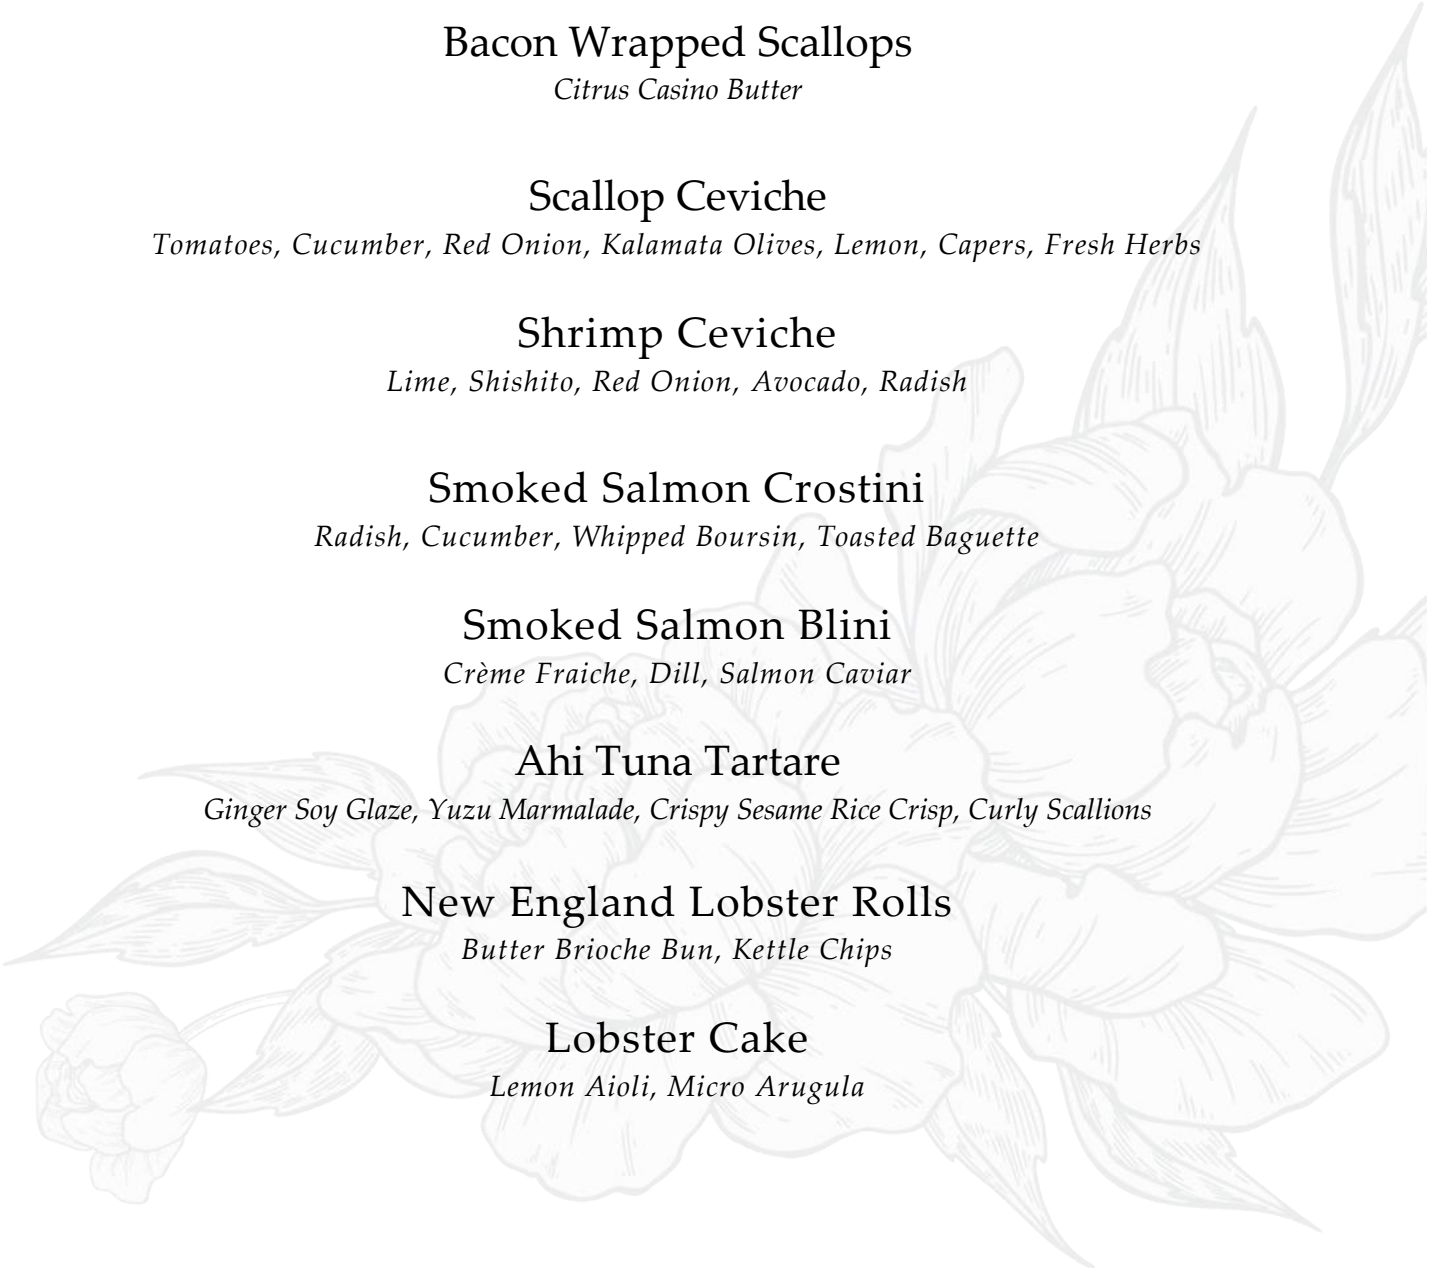 Bacon Wrapped Scallops
Citrus Casino Butter
Scallop Ceviche
Tomatoes, Cucumber, Red Onion, Kalamata Olives, Lemon, Capers, Fresh Herbs
Shrimp Ceviche
Lime, Shishito, Red Onion, Avocado, Radish
Smoked Salmon Crostini
Radish, Cucumber, Whipped Boursin, Toasted Baguette
Smoked Salmon Blini
Crème Fraiche, Dill, Salmon Caviar
Ahi Tuna Tartare
Ginger Soy Glaze, Yuzu Marmalade, Crispy Sesame Rice Crisp, Curly Scallions
New England Lobster Rolls
Butter Brioche Bun, Kettle Chips
Lobster Cake
Lemon Aioli, Micro Arugula